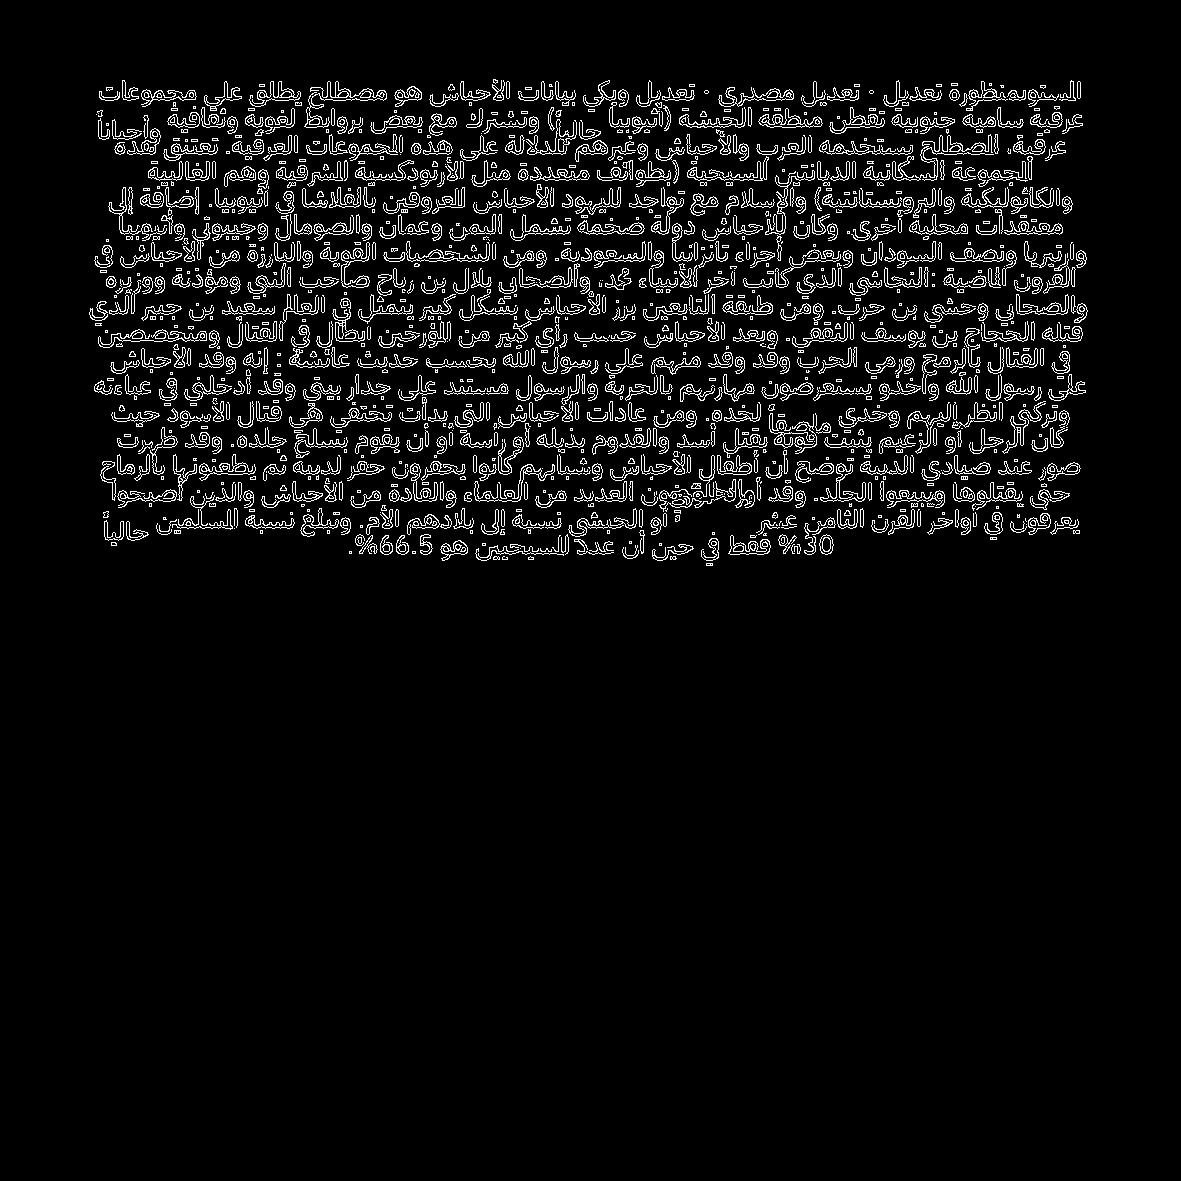 المستوىمنظورة تعديل · تعديل مصدري · تعديل ويكي بيانات الأحباش هو مصطلح يطلق على مجموعات
عرقية سامية جنوبية تقطن منطقة الحبشة (أثيوبيا حالياً) وتشترك مع بعض بروابط لغوية وثقافية وأحياناً
عرقية، المصطلح يستخدمه العرب والأحباش وغيرهم للدلالة على هذه المجموعات العرقية. تعتنق هذه
المجموعة السكانية الديانتين المسيحية (بطوائف متعددة مثل الأرثوذكسية المشرقية وهم الغالبية
والكاثوليكية والبروتستانتية) والإسلام مع تواجد لليهود الأحباش المعروفين بالفلاشا في أثيوبيا. إضافة إلى
معتقدات محلية أخرى. وكان للأحباش دولة ضخمة تشمل اليمن وعمان والصومال وجيبوتي وأثيوبيا
وارتيريا ونصف السودان وبعض أجزاء تانزانيا والسعودية. ومن الشخصيات القوية والبارزة من الأحباش في
القرون الماضية :النجاشي الذي كاتب آخر الأنبياء محمد، والصحابي بلال بن رباح صاحب النبي ومؤذنة ووزيره
والصحابي وحشي بن حرب. ومن طبقة التابعين برز الأحباش بشكل كبير يتمثل في العالم سعيد بن جبير الذي
قتله الحجاج بن يوسف الثقفي. ويعد الأحباش حسب رأي كثير من المؤرخين أبطال في القتال ومتخصصين
في القتال بالرمح ورمي الحرب وقد وفد منهم على رسول الله بحسب حديث عائشة : إنه وفد الأحباش
على رسول الله وأخذو يستعرضون مهارتهم بالحربة والرسول مستند على جدار بيتي وقد أدخلني في عباءته
وتركني انظر إليهم وخدي ملصقاً لخده. ومن عادات الأحباش التي بدأت تختفي هي قتال الأسود حيث
كان الرجل أو الزعيم يثبت قوته بقتل أسد والقدوم بذيله أو رأسه أو أن يقوم بسلخ جلده. وقد ظهرت
صور عند صيادي الدببة توضح أن أطفال الأحباش وشبابهم كانوا يحفرون حفر لدببة ثم يطعنونها بالرماح
حتى يقتلوها ويبيعوا الجلد. وقد العديد من العلماء والقادة من الأحباش والذين أصبحوا
يعرفون في أواخر القرن الثامن عشر أو الحبشي نسبة إلى بلادهم الأم. وتبلغ نسبة المسلمين حالياً
30% فقط في حين أن عدد المسيحيين هو 66.5%.